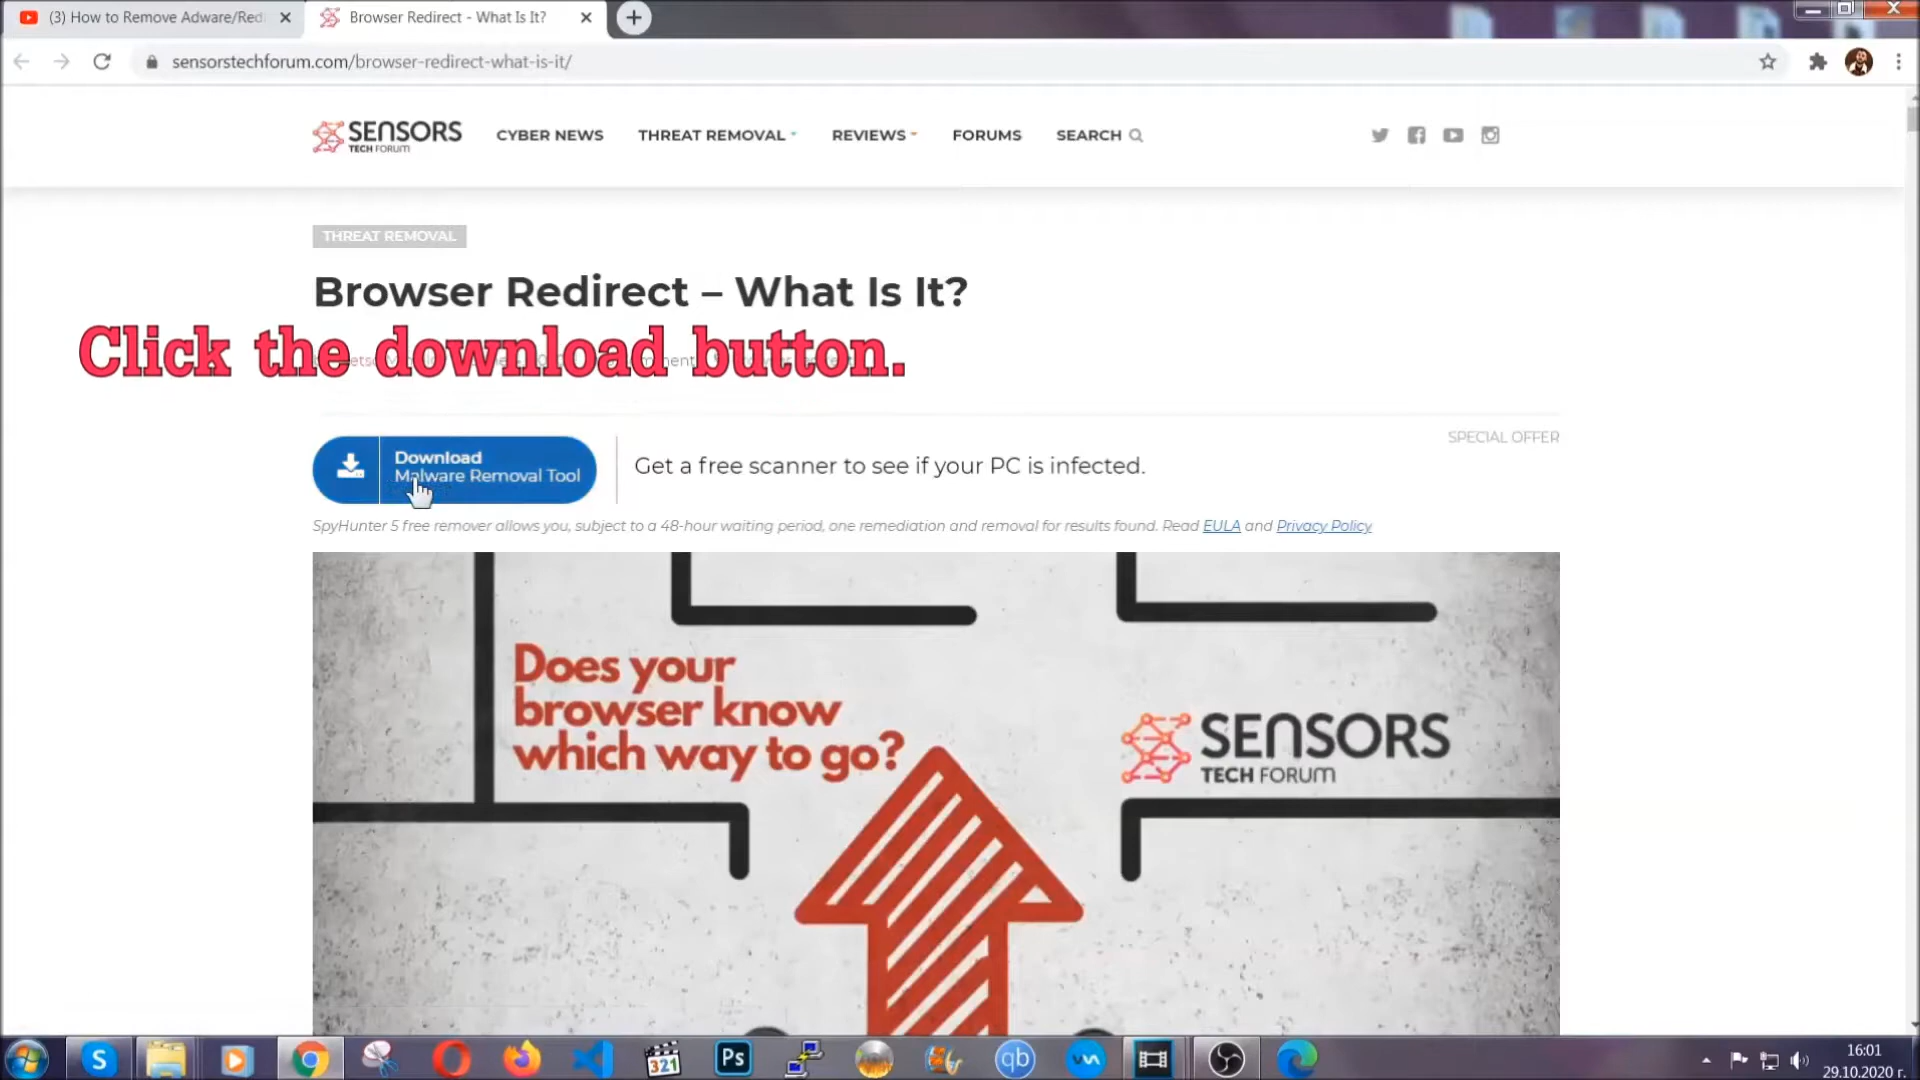 (3) How to Remove Adware/Red
Browser Redirect - What Is It?
sensorstechforum.com/browser-redirect-what-is-it/
SENSORS
TECH FORUM
CYBER NEWS
THREAT REMOVAL
REVIEWS
FORUMS
SEARCH
THREAT REMOVAL
Browser Redirect – What Is It?
Click the download button.
SPECIAL OFFER
Download
Malware Removal Tool
Get a free scanner to see if your PC is infected.
SpyHunter 5 free remover allows you, subject to a 48-hour waiting period, one remediation and removal for results found. Read EULA and Privacy Policy
Does your
browser know
which way to go?
SENSORS
TECH FORUM
S
321
Ps
qb
16:01
29.10.2020 г.